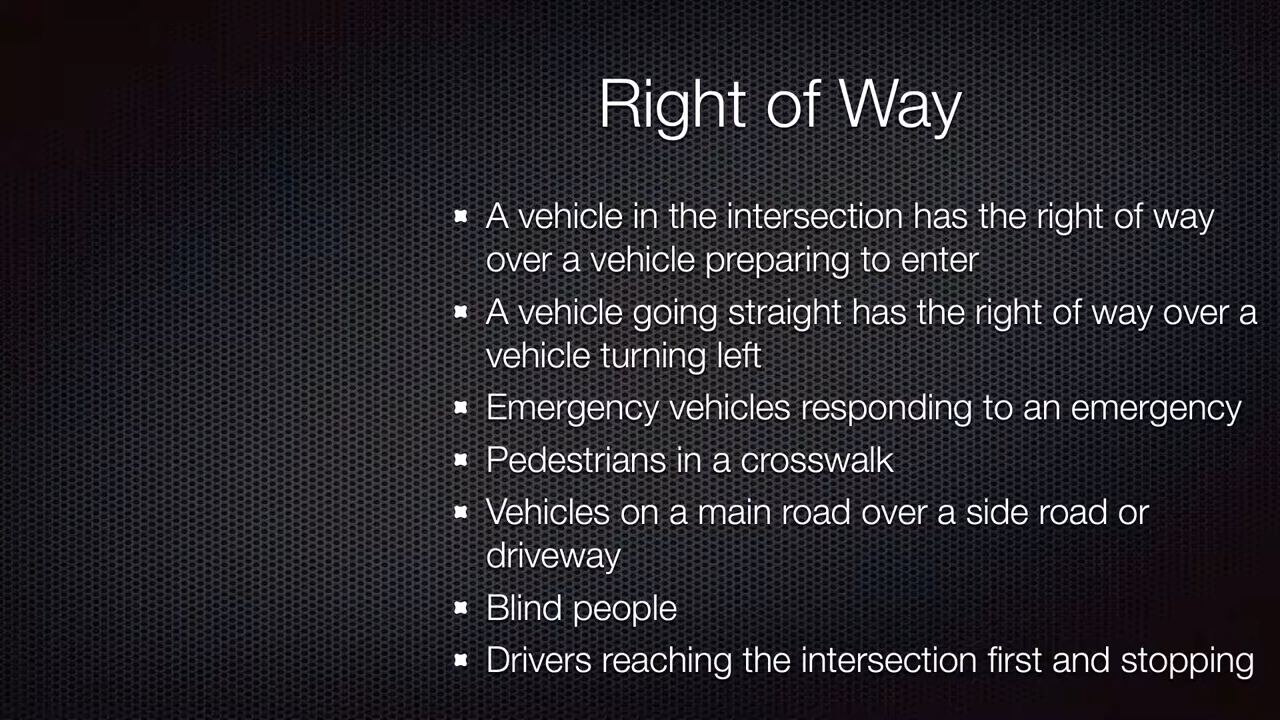 Right of Way
A vehicle in the intersection has the right of way
over a vehicle preparing to enter
A vehicle going straight has the right of way over a
vehicle turning left
Emergency vehicles responding to an emergency
Pedestrians in a crosswalk
Vehicles on a main road over a side road or
driveway
Blind people
Drivers reaching the intersection first and stopping